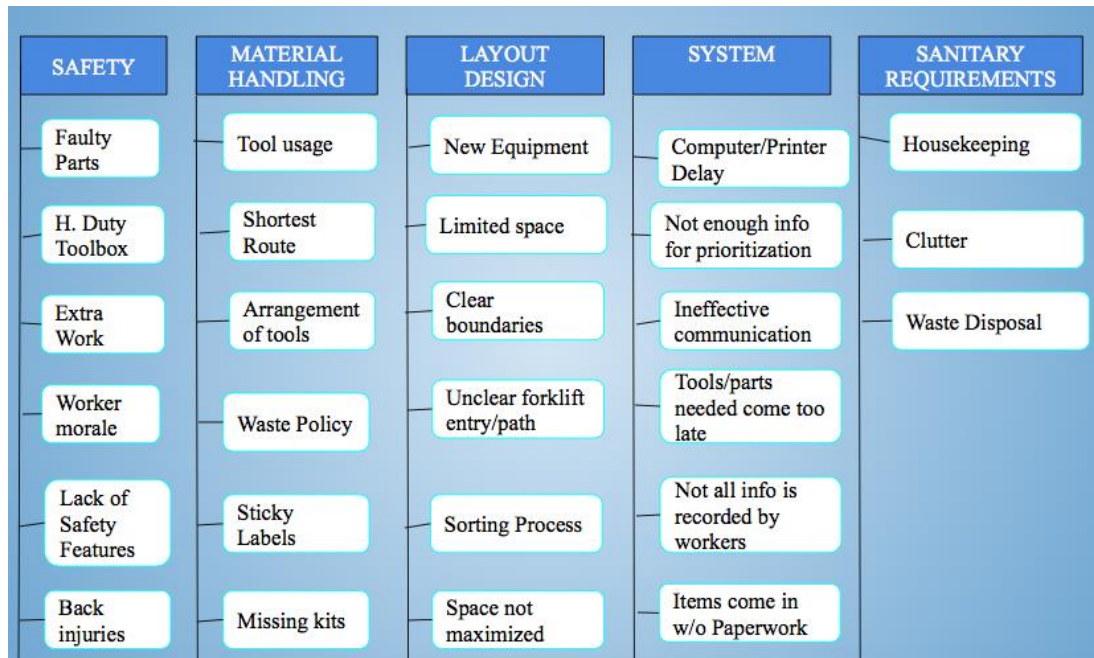 SAFETY
Faulty
Parts
H. Duty
Toolbox
Extra
Work
Worker
morale
Lack of
Safety
Features
Back
injuries
MATERIAL
HANDLING
Tool usage
Shortest
Route
Arrangement
of tools
Waste Policy
Sticky
Labels
Missing kits
LAYOUT
DESIGN
New Equipment
Limited space
Clear
boundaries
Unclear forklift
entry/path
Sorting Process
Space not
maximized
SYSTEM
Computer/Printer
Delay
Not enough info
for prioritization
Ineffective
communication
Tools/parts
needed come too
late
Not all info is
recorded by
workers
Items come in
w/o Paperwork
SANITARY
REQUIREMENTS
Housekeeping
Clutter
Waste Disposal